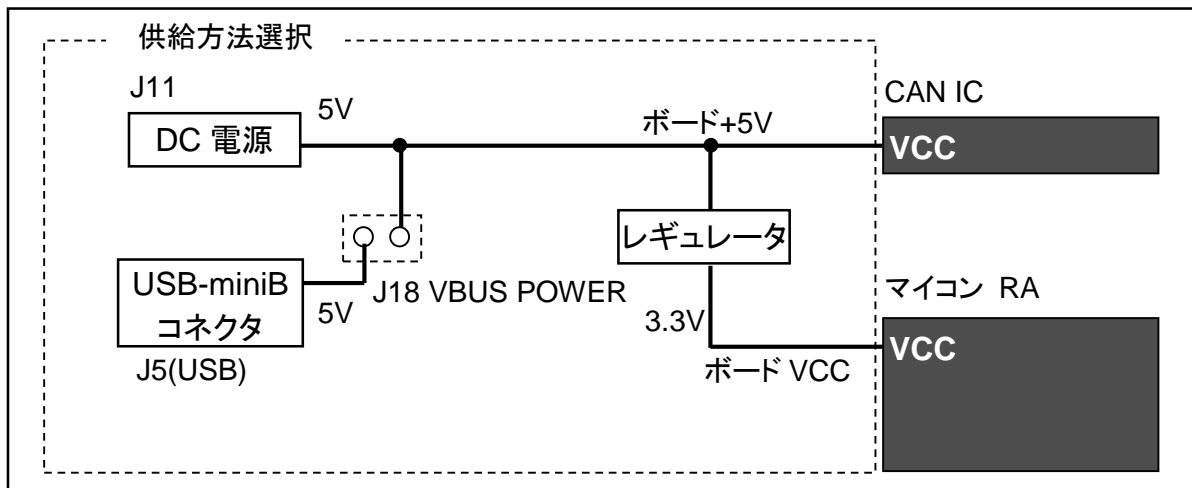 供給方法選択
J11
5V
DC 電源
ボード+5V
CAN IC
VCC
レギュレータ
USB-miniB
コネクタ
5V
J18 VBUS POWER
J5(USB)
3.3V
ボード VCC
マイコン RA
VCC